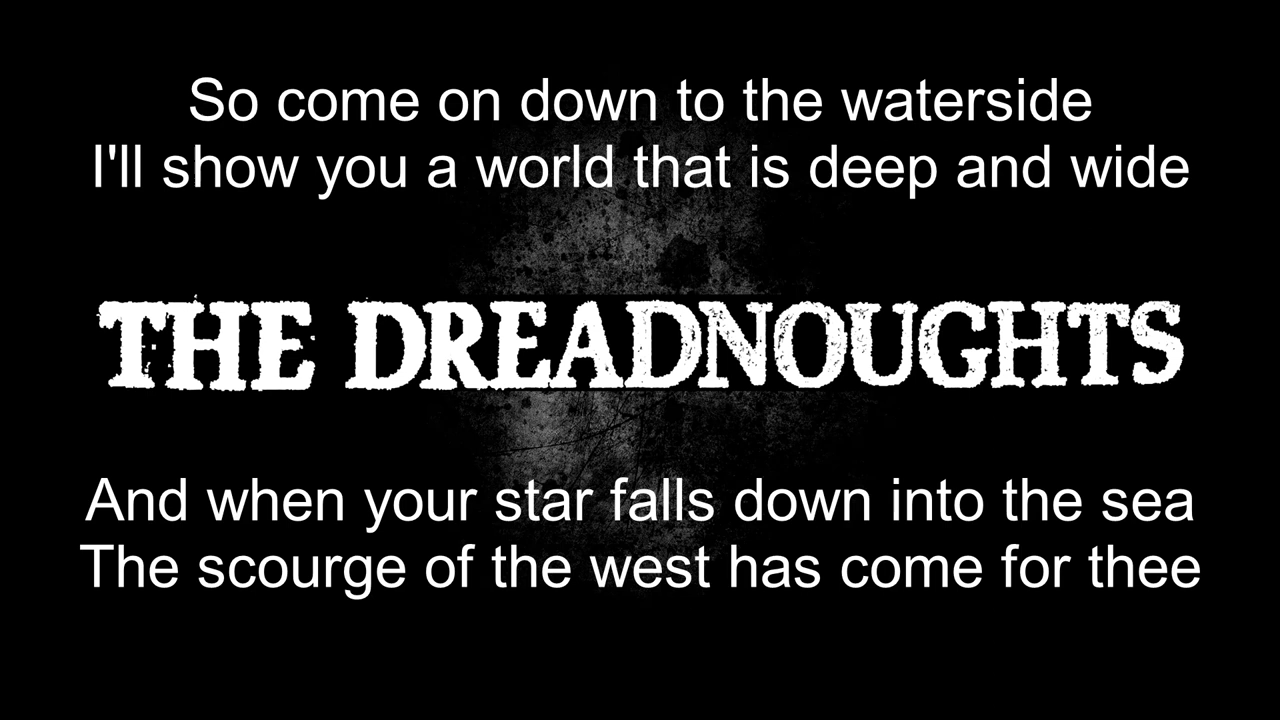 So come on down to the waterside
I'll show you a world that is deep and wide
THE DREADNOUGHTS
And when your star falls down into the sea
The scourge of the west has come for thee